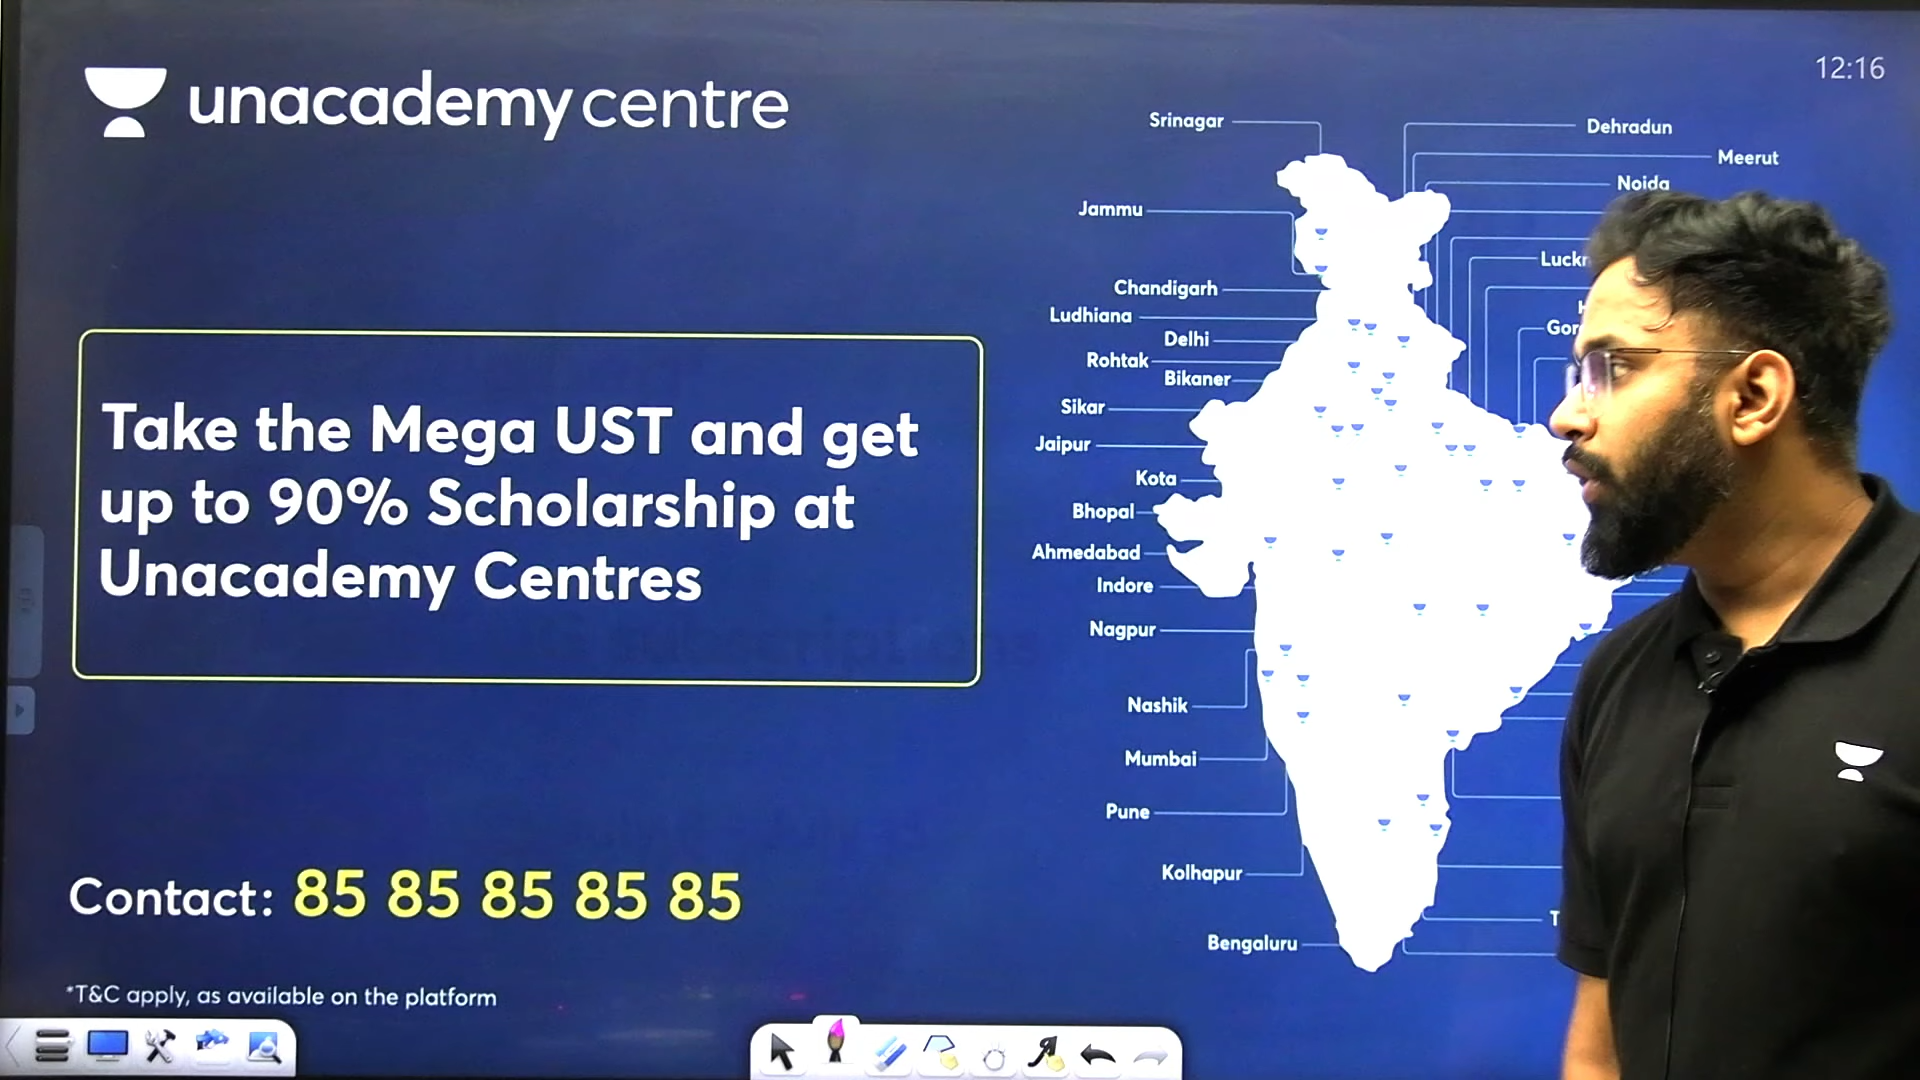 unacademy centre
12:16
Take the Mega UST and get
up to 90% Scholarship at
Unacademy Centres
Contact: 85 85 85 85 85
*T&C apply, as available on the platform
Srinagar
Jammu
Chandigarh
Ludhiana
Delhi
Rohtak
Bikaner
Sikar
Jaipur
Kota
Bhopal
Ahmedabad
Indore
Nagpur
Nashik
Mumbai
Pune
Kolhapur
Bengaluru
Dehradun
Meerut
Noida